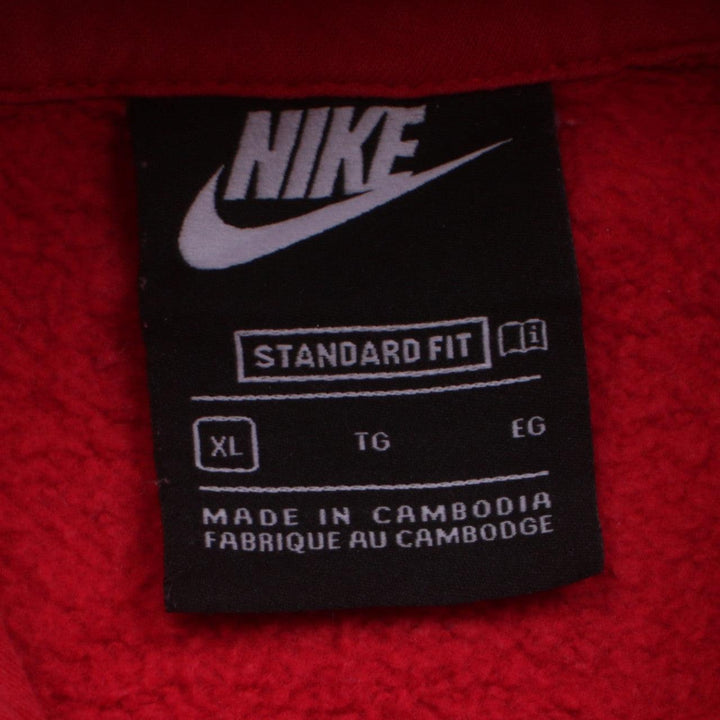 NIKE
STANDARD FIT i
XL TG EG
MADE IN CAMBODIA
FABRIQUE AU CAMBODGE